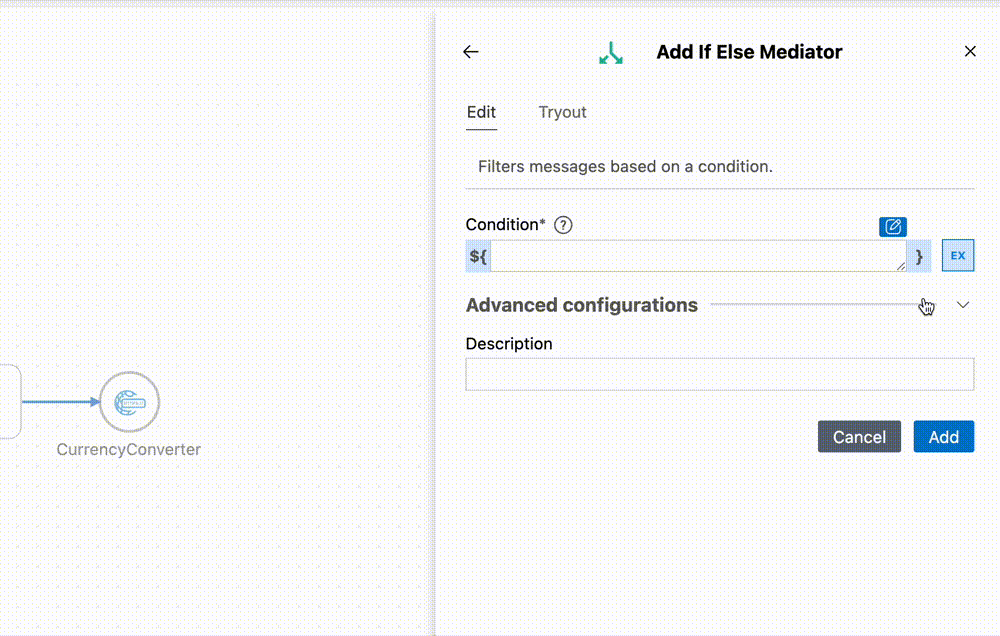 Add If Else Mediator
Edit Tryout
Filters messages based on a condition.
Condition* ?
${ } EX
Advanced configurations
Description
Cancel Add
CurrencyConverter